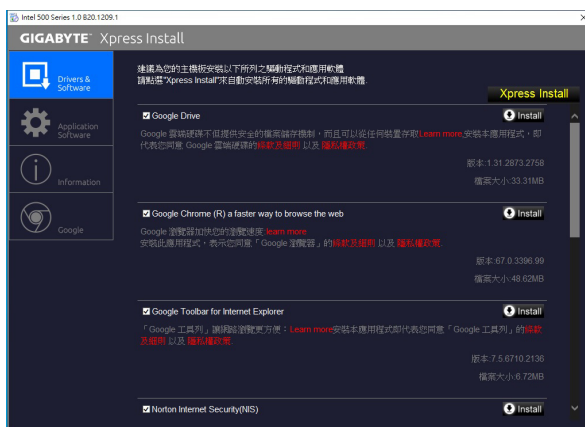 Intel 500 Series 1.0 B20.1209.1
GIGABYTE™ Xpress Install
Drivers & Software
Application Software
Information
Google
建議為您的主機板安裝以下所列之驅動程式和應用軟體
請點選"Xpress Install"來自動安裝所有的驅動程式和應用軟體.
Xpress Install
Google Drive
Install
Google 雲端硬碟不但提供安全的檔案儲存機制，而且可以從任何裝置存取Learn more.安裝本應用程式，即
代表您同意 Google 雲端硬碟的條款及細則 以及 隱私權政策.
版本:1.31.2873.2758
檔案大小:33.31MB
Google Chrome (R) a faster way to browse the web
Install
Google 瀏覽器加快您的瀏覽速度 learn more
安裝此應用程式，表示您同意「Google 瀏覽器」的條款及細則 以及 隱私權政策.
版本:67.0.3396.99
檔案大小:48.62MB
Google Toolbar for Internet Explorer
Install
「Google 工具列」讓網路瀏覽更方便：Learn more安裝本應用程式即代表您同意「Google 工具列」的條款
及細則 以及 隱私權政策.
版本:7.5.6710.2136
檔案大小:6.72MB
Norton Internet Security(NIS)
Install